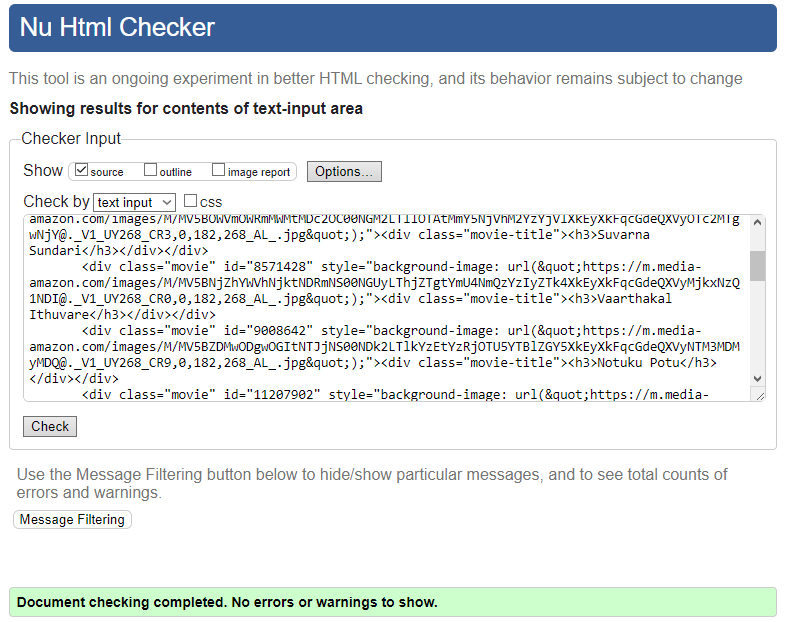 Nu Html Checker
This tool is an ongoing experiment in better HTML checking, and its behavior remains subject to change
Showing results for contents of text-input area
Checker Input
Show source outline image report Options...
Check by text input css
wNjY@._V1_UY268_CR3,0,182,268_AL_.jpg&quot;);"><div class="movie-title"><h3>Suvarna
Sundari</h3></div></div>
<div class="movie" id="8571428" style="background-image: url(&quot;https://m.media-
amazon.com/images/M/MV5BNjZhYWVhNjktNDRmNS00NGUyLThjZTgtYmU4NmQzYzIyZTk4XkEyXkFqcGdeQXVyMjkxNzQ
1NDI@._V1_UY268_CR0,0,182,268_AL_.jpg&quot;);"><div class="movie-title"><h3>Vaarthakal
Ithuvare</h3></div></div>
<div class="movie" id="9008642" style="background-image: url(&quot;https://m.media-
amazon.com/images/M/MV5BZDMwODgwOGItNTJjNS00NDk2LTlkYzEtYzRjOTU5YTBlZGY5XkEyXkFqcGdeQXVyNTM3MDM
yMDQ@._V1_UY268_CR9,0,182,268_AL_.jpg&quot;);"><div class="movie-title"><h3>Notuku Potu</h3>
</div></div>
<div class="movie" id="11207902" style="background-image: url(&quot;https://m.media-
Check
Use the Message Filtering button below to hide/show particular messages, and to see total counts of
errors and warnings.
Message Filtering
Document checking completed. No errors or warnings to show.